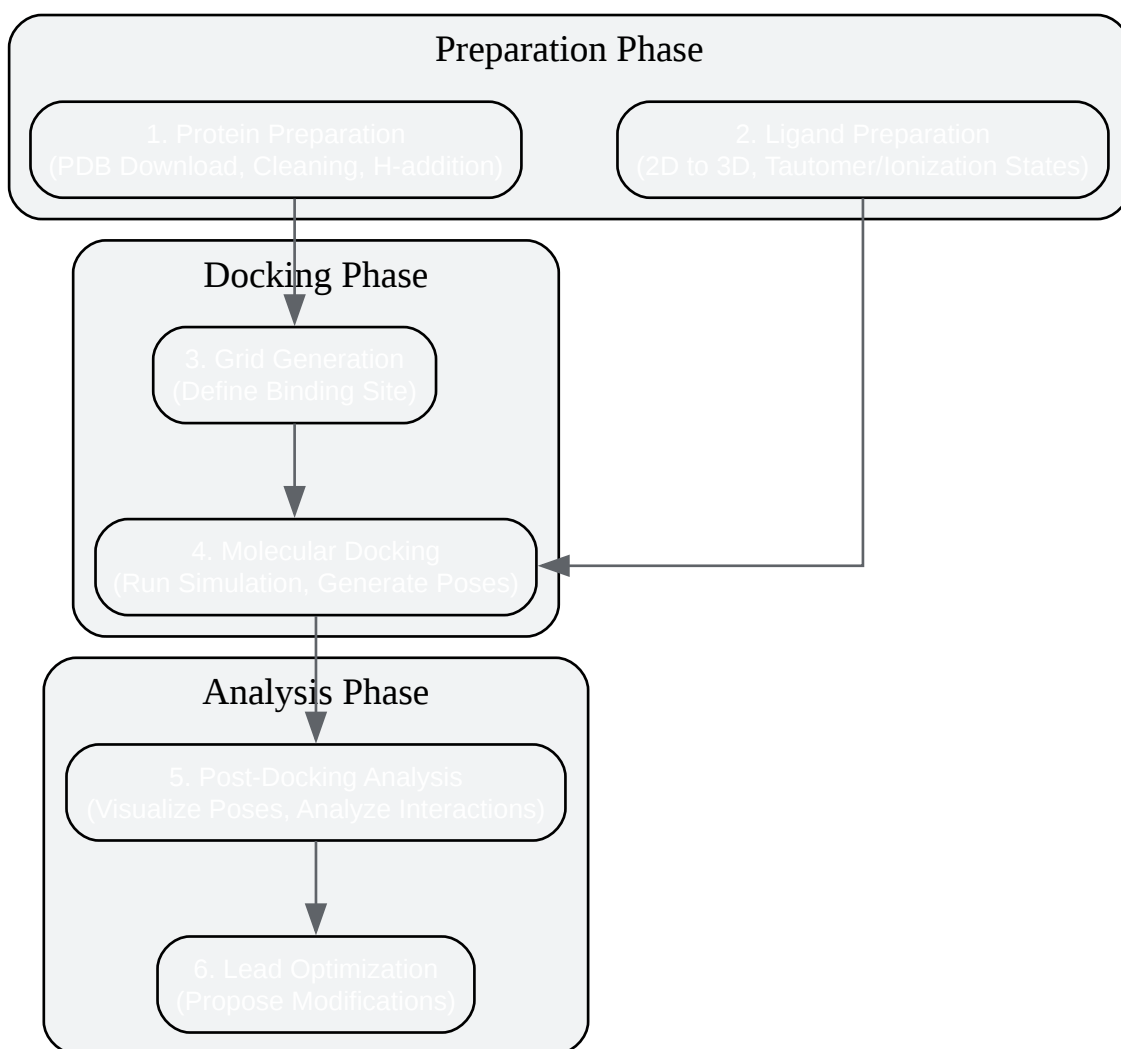 Preparation Phase
1. Protein Preparation
(PDB Download, Cleaning, H-addition)
2. Ligand Preparation
(2D to 3D, Tautomer/Ionization States)
Docking Phase
3. Grid Generation
(Define Binding Site)
4. Molecular Docking
(Run Simulation, Generate Poses)
Analysis Phase
5. Post-Docking Analysis
(Visualize Poses, Analyze Interactions)
6. Lead Optimization
(Propose Modifications)